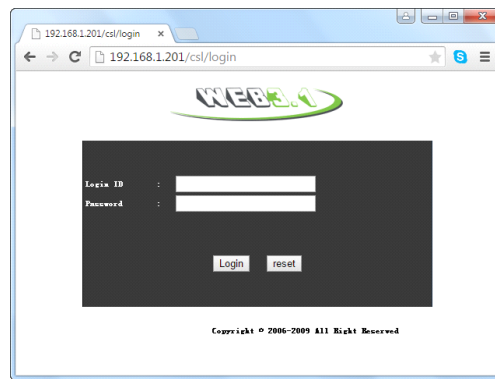 192.168.1.201/csl/login
192.168.1.201/csl/login
WEB3.1
Login ID :
Password :
Login reset
Copyright © 2006-2009 All Right Reserved